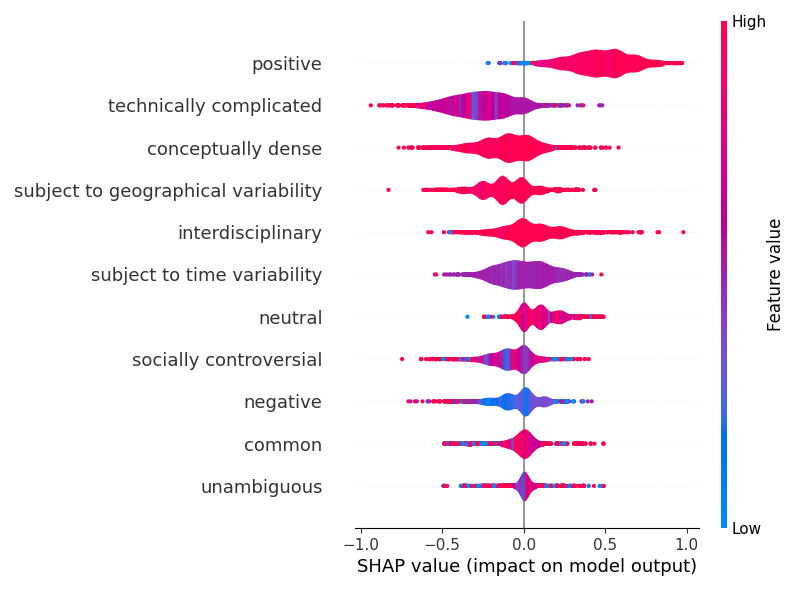 High
positive
technically complicated
conceptually dense
subject to geographical variability
interdisciplinary
subject to time variability
neutral
socially controversial
negative
common
unambiguous
Feature value
Low
−1.0 −0.5 0.0 0.5 1.0
SHAP value (impact on model output)